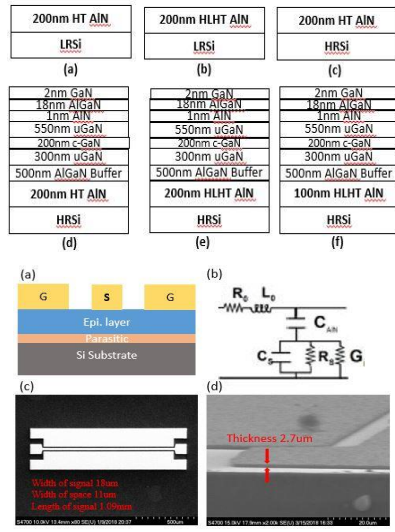 200nm HT AlN
LRSi
(a)
200nm HLHT AlN
LRSi
(b)
200nm HT AlN
HRSi
(c)
2nm GaN
18nm AlGaN
1nm AlN
550nm uGaN
200nm c-GaN
300nm uGaN
500nm AlGaN Buffer
200nm HT AlN
HRSi
(d)
2nm GaN
18nm AlGaN
1nm AlN
550nm uGaN
200nm c-GaN
300nm uGaN
500nm AlGaN Buffer
200nm HLHT AlN
HRSi
(e)
2nm GaN
18nm AlGaN
1nm AlN
550nm uGaN
200nm c-GaN
300nm uGaN
500nm AlGaN Buffer
100nm HLHT AlN
HRSi
(f)
(a)
G S G
Epi. layer
Parasitic
Si Substrate
(b)
R0 L0
CAlN
CS RS Gi
(c)
Width of signal 18um
Width of space 11um
Length of signal 1.09mm
500um
(d)
Thickness 2.7um
20.0um